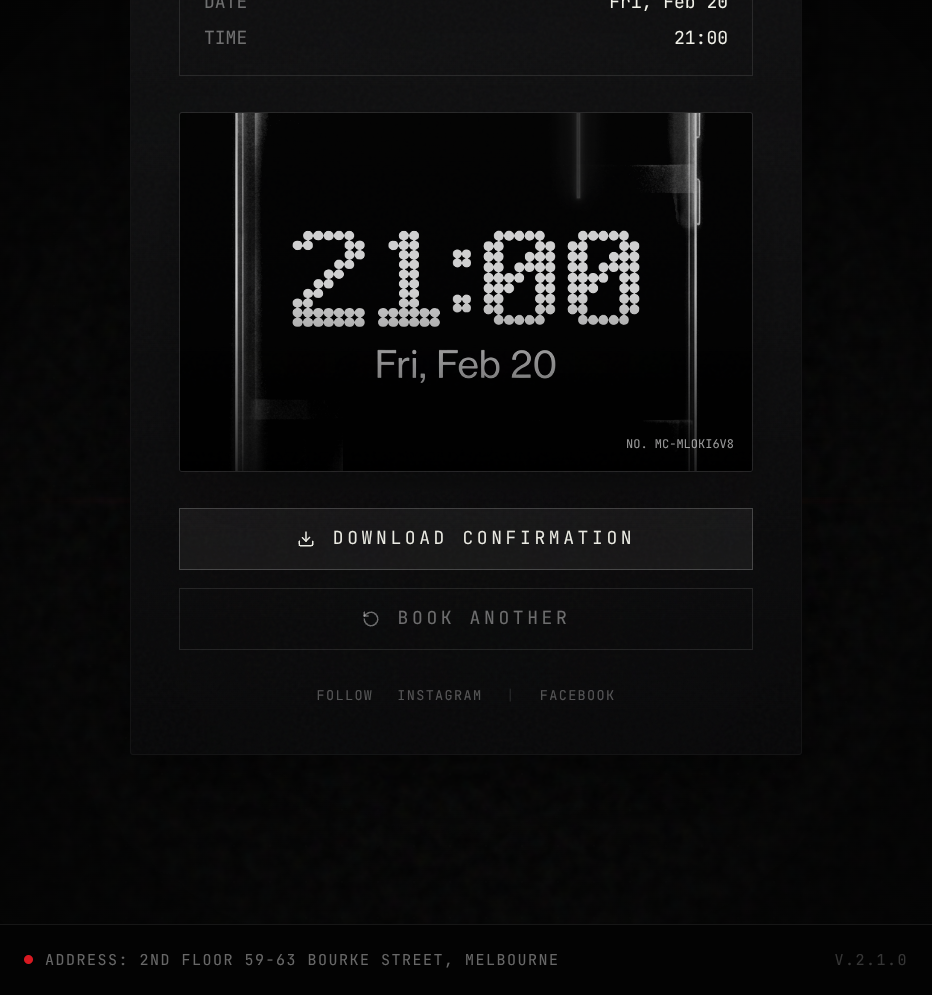 DATE Fri, Feb 20
TIME 21:00
21:00
Fri, Feb 20
NO. MC-MLOKI6V8
DOWNLOAD CONFIRMATION
BOOK ANOTHER
FOLLOW INSTAGRAM | FACEBOOK
ADDRESS: 2ND FLOOR 59-63 BOURKE STREET, MELBOURNE V.2.1.0